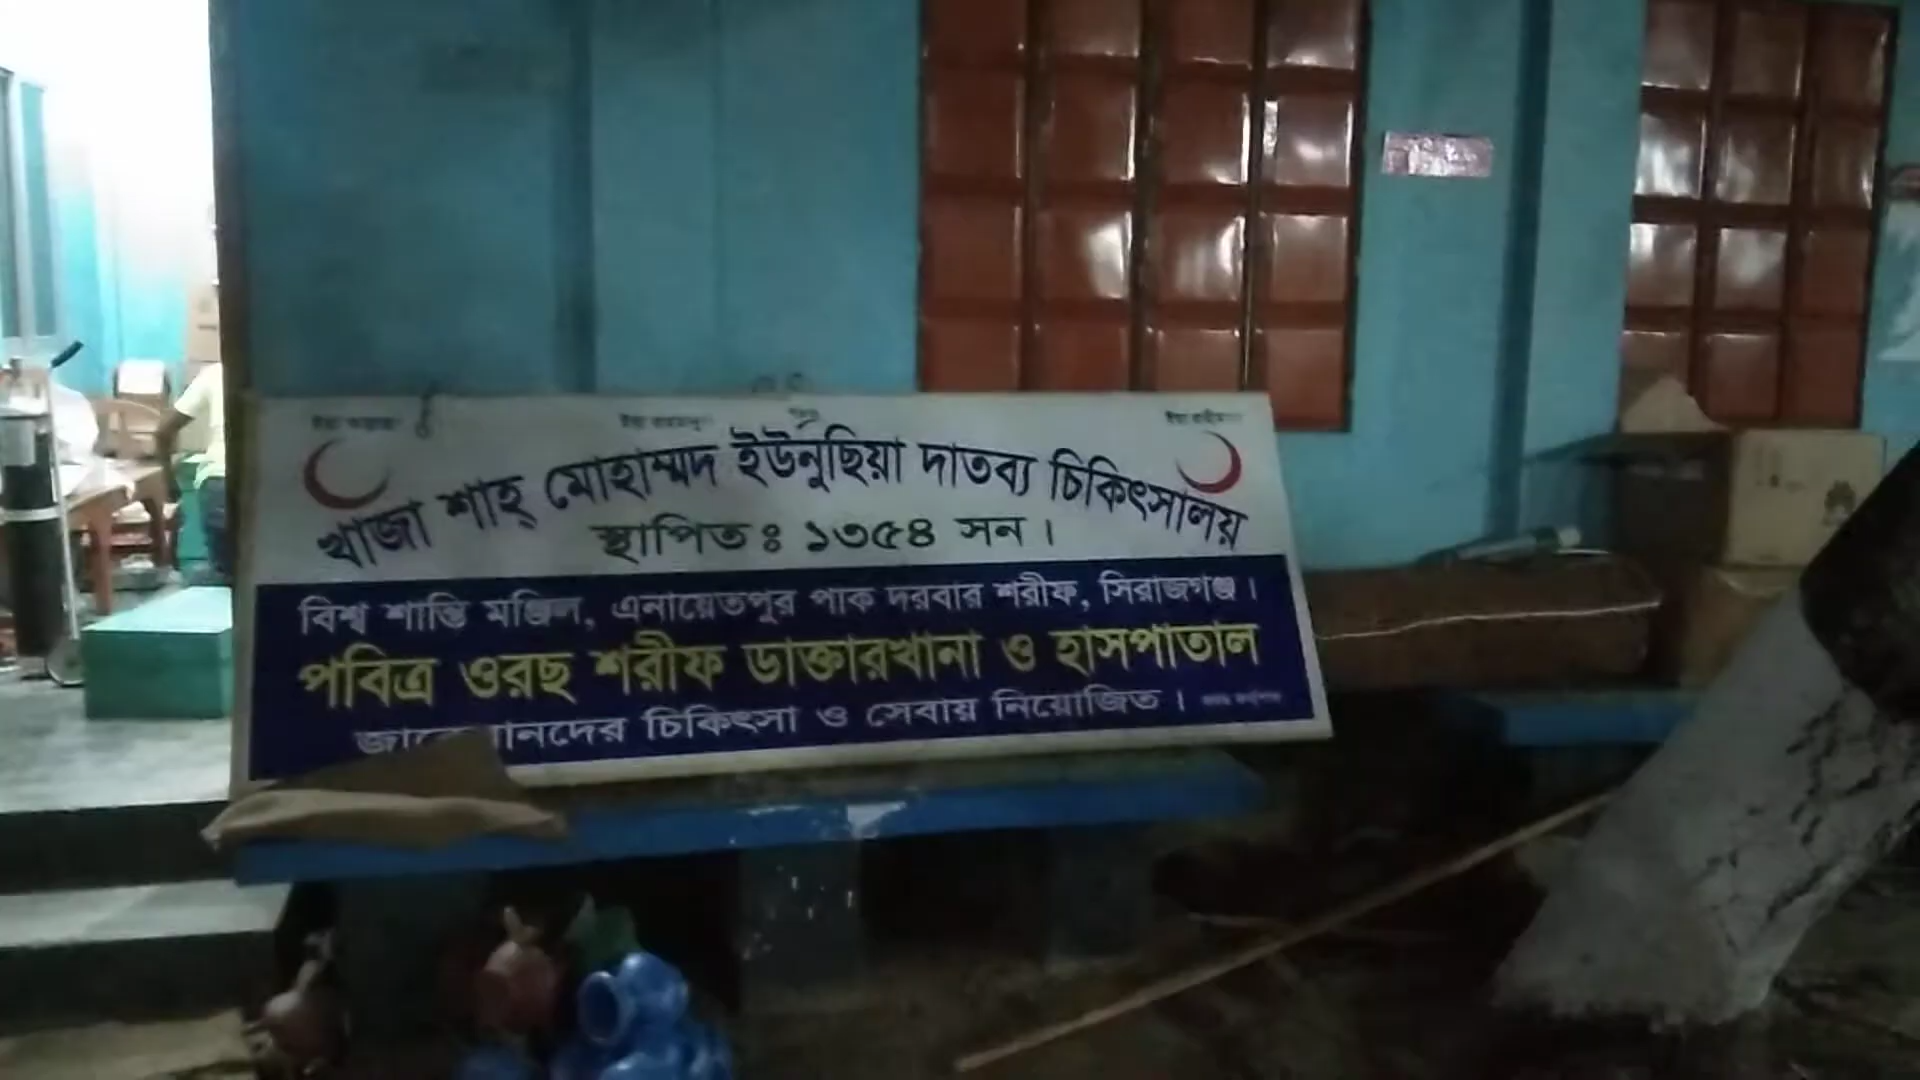 খাজা শাহ্ মোহাম্মদ ইউনুছিয়া দাতব্য চিকিৎসালয়
স্থাপিতঃ ১৩৫৪ সন।
বিশ্ব শান্তি মঞ্জিল, এনায়েতপুর পাক দরবার শরীফ, সিরাজগঞ্জ।
পবিত্র ওরছ শরীফ ডাক্তারখানা ও হাসপাতাল
চিকিৎসা ও সেবায় নিয়োজিত।